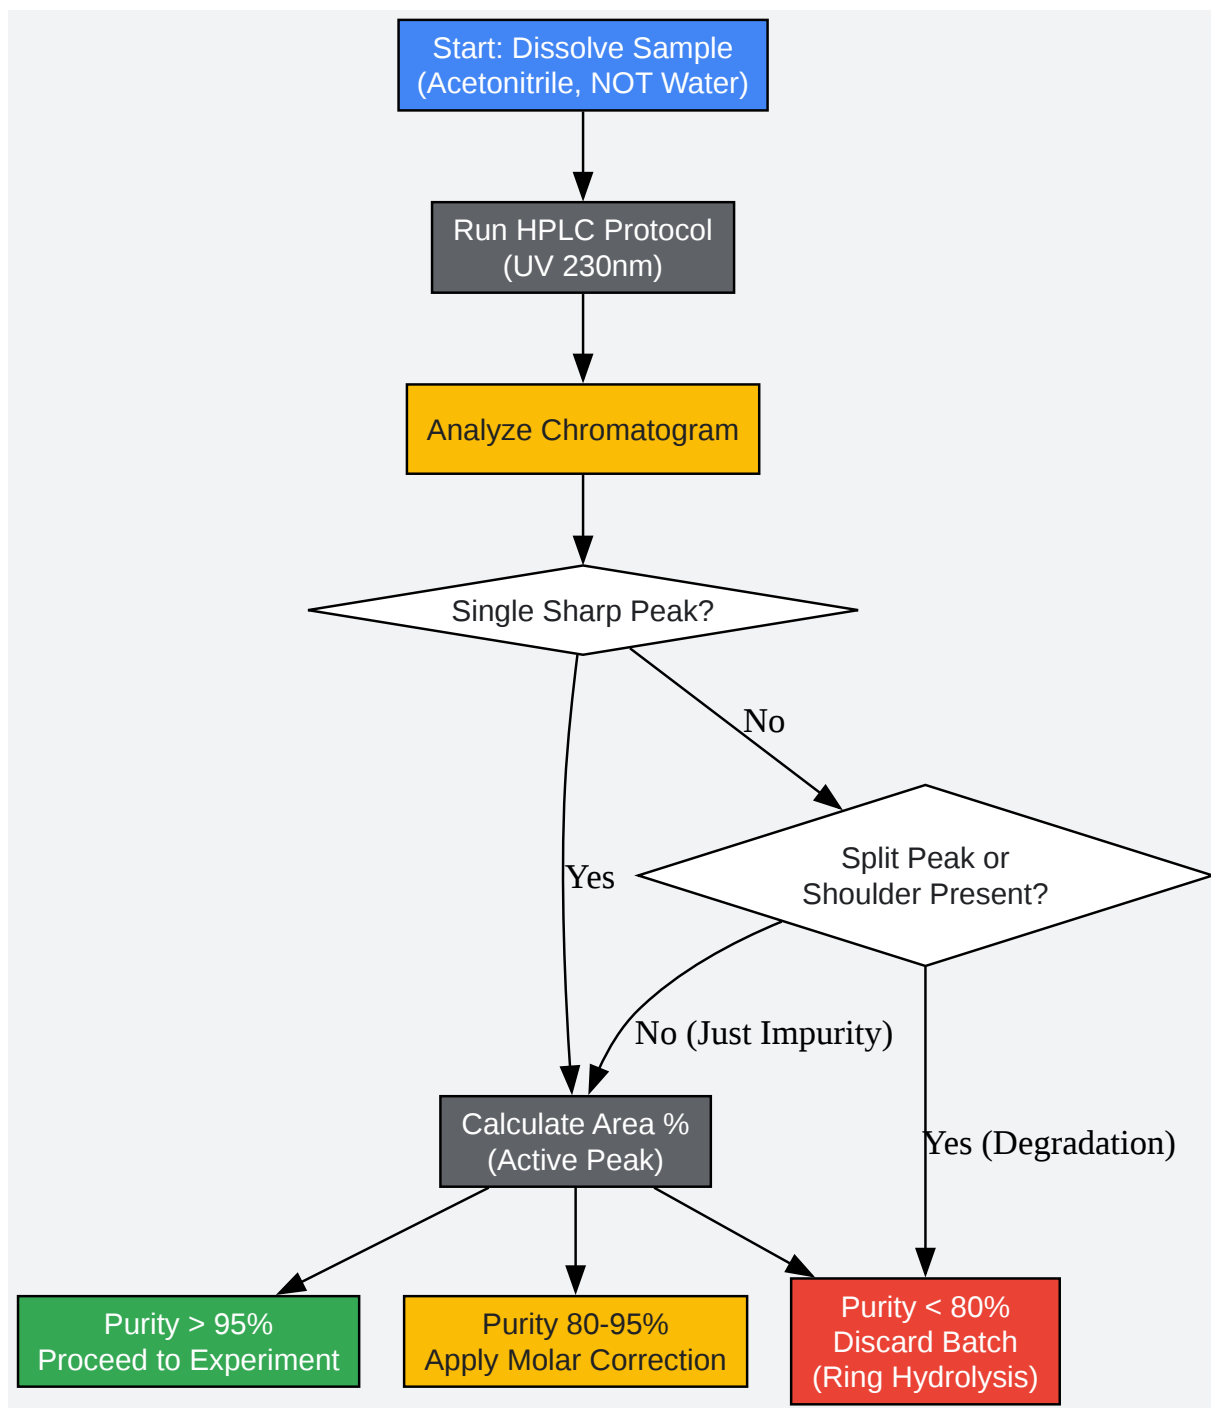 Start: Dissolve Sample
(Acetonitrile, NOT Water)
Run HPLC Protocol
(UV 230nm)
Analyze Chromatogram
Single Sharp Peak?
No
Yes
Split Peak or
Shoulder Present?
No (Just Impurity)
Yes (Degradation)
Calculate Area %
(Active Peak)
Purity > 95%
Proceed to Experiment
Purity 80-95%
Apply Molar Correction
Purity < 80%
Discard Batch
(Ring Hydrolysis)